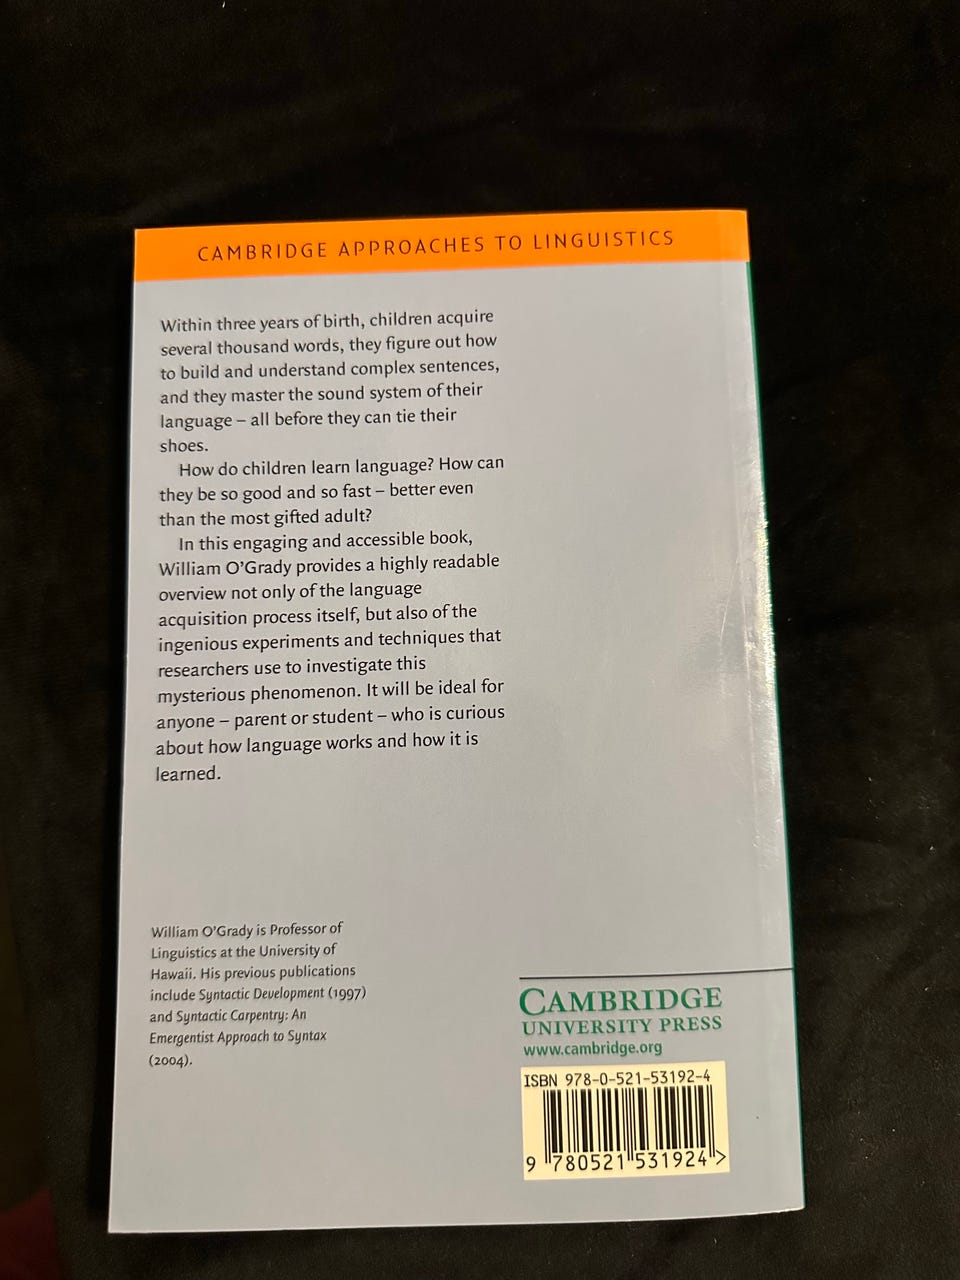 CAMBRIDGE APPROACHES TO LINGUISTICS
Within three years of birth, children acquire
several thousand words, they figure out how
to build and understand complex sentences,
and they master the sound system of their
language – all before they can tie their
shoes.
How do children learn language? How can
they be so good and so fast – better even
than the most gifted adult?
In this engaging and accessible book,
William O'Grady provides a highly readable
overview not only of the language
acquisition process itself, but also of the
ingenious experiments and techniques that
researchers use to investigate this
mysterious phenomenon. It will be ideal for
anyone – parent or student – who is curious
about how language works and how it is
learned.
William O'Grady is Professor of
Linguistics at the University of
Hawaii. His previous publications
include Syntactic Development (1997)
and Syntactic Carpentry: An
Emergentist Approach to Syntax
(2004).
CAMBRIDGE
UNIVERSITY PRESS
www.cambridge.org
ISBN 978-0-521-53192-4
9 780521 531924 >